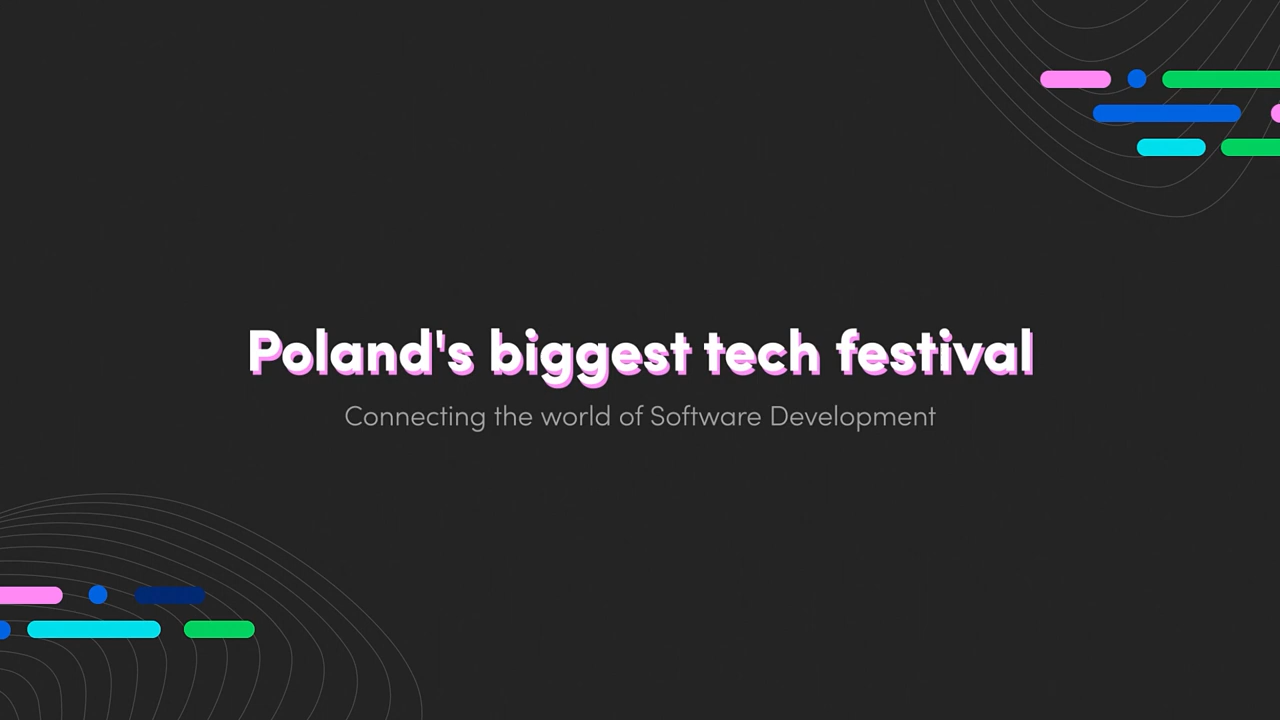 Poland's biggest tech festival
Connecting the world of Software Development